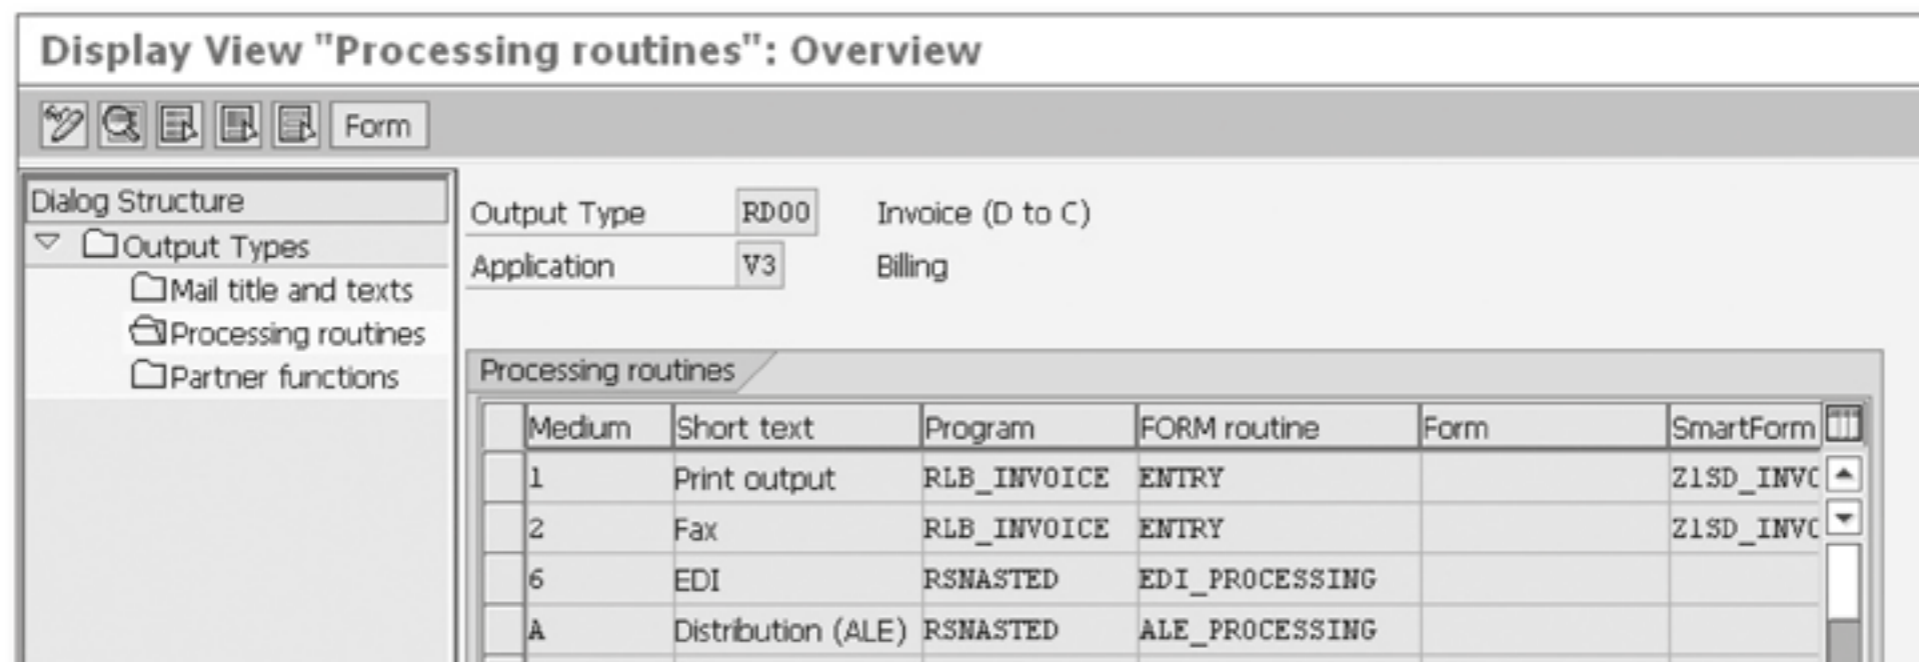 Display View "Processing routines": Overview
Form
Dialog Structure
Output Types
Mail title and texts
Processing routines
Partner functions
Output Type RD00 Invoice (D to C)
Application V3 Billing
Processing routines
Medium Short text Program FORM routine Form SmartForm
1 Print output RLB_INVOICE ENTRY Z1SD_INVO
2 Fax RLB_INVOICE ENTRY Z1SD_INVO
6 EDI RSNASTED EDI_PROCESSING
A Distribution (ALE) RSNASTED ALE_PROCESSING